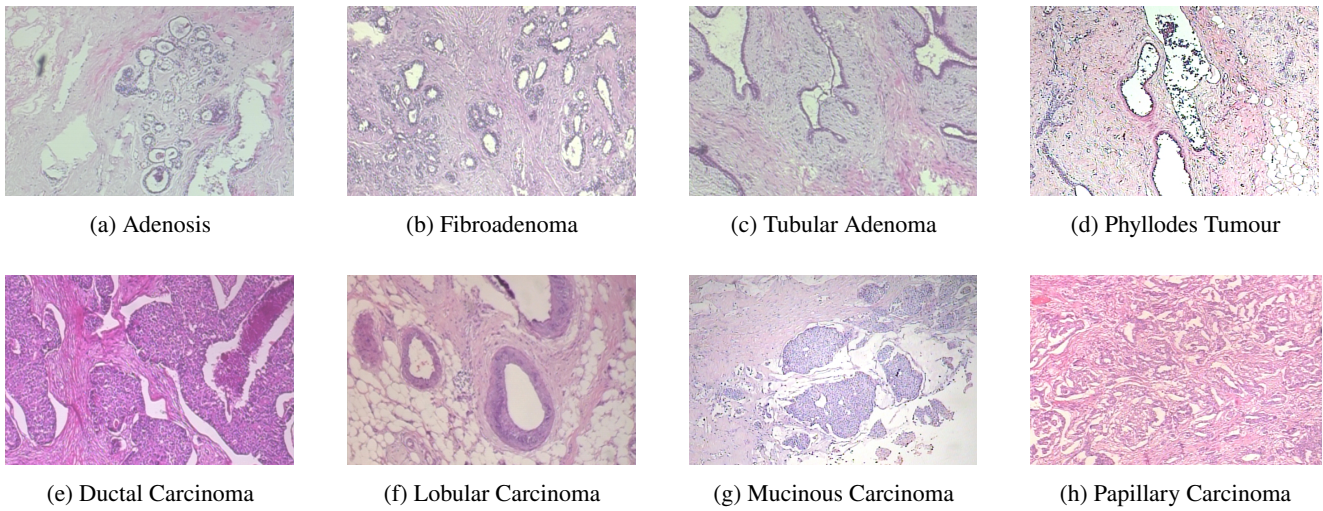 (a) Adenosis
(b) Fibroadenoma
(c) Tubular Adenoma
(d) Phyllodes Tumour
(e) Ductal Carcinoma
(f) Lobular Carcinoma
(g) Mucinous Carcinoma
(h) Papillary Carcinoma